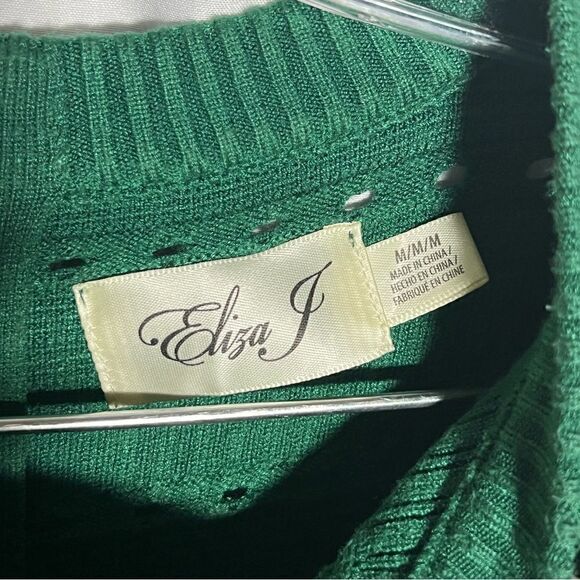 Eliza J
M/M/M
MADE IN CHINA/
HECHO EN CHINA/
FABRIQUÉ EN CHINE